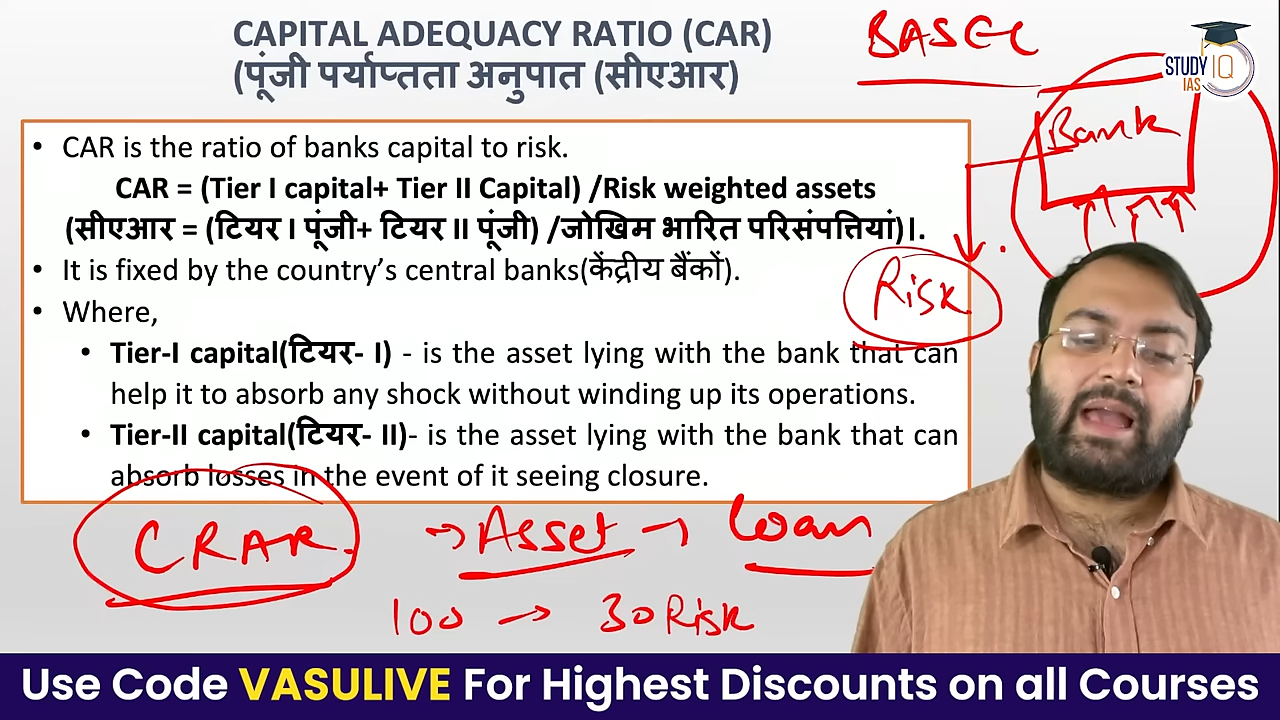 CAPITAL ADEQUACY RATIO (CAR)
(पूंजी पर्याप्तता अनुपात (सीएआर)
BASEL
STUDY IQ
IAS
Bank
• CAR is the ratio of banks capital to risk.
CAR = (Tier I capital+ Tier II Capital) /Risk weighted assets
(सीएआर = (टियर I पूंजी+ टियर II पूंजी) /जोखिम भारित परिसंपत्तियां)।.
• It is fixed by the country’s central banks(केंद्रीय बैंकों).
Risk
• Where,
• Tier-I capital(टियर- I) - is the asset lying with the bank that can
help it to absorb any shock without winding up its operations.
• Tier-II capital(टियर- II)- is the asset lying with the bank that can
absorb losses in the event of it seeing closure.
CRAR → Asset → Loan
100 → 30 Risk
Use Code VASULIVE For Highest Discounts on all Courses